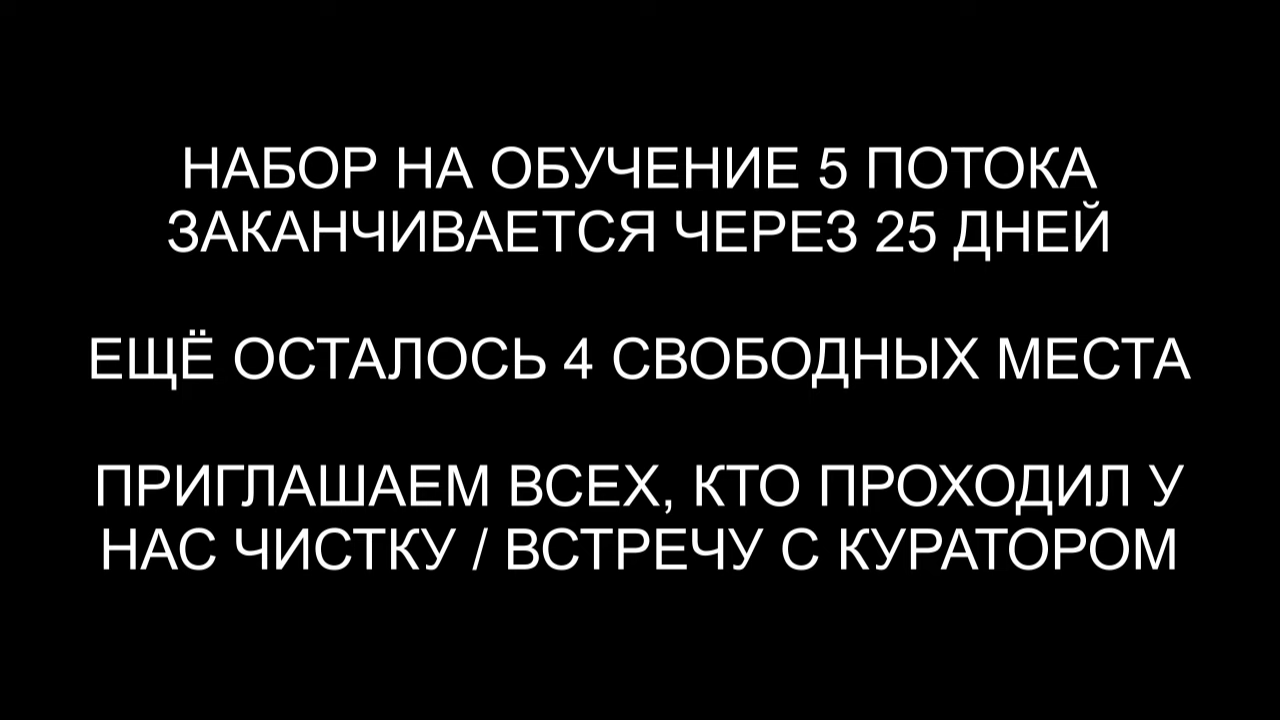 НАБОР НА ОБУЧЕНИЕ 5 ПОТОКА
ЗАКАНЧИВАЕТСЯ ЧЕРЕЗ 25 ДНЕЙ
ЕЩЁ ОСТАЛОСЬ 4 СВОБОДНЫХ МЕСТА
ПРИГЛАШАЕМ ВСЕХ, КТО ПРОХОДИЛ У
НАС ЧИСТКУ / ВСТРЕЧУ С КУРАТОРОМ